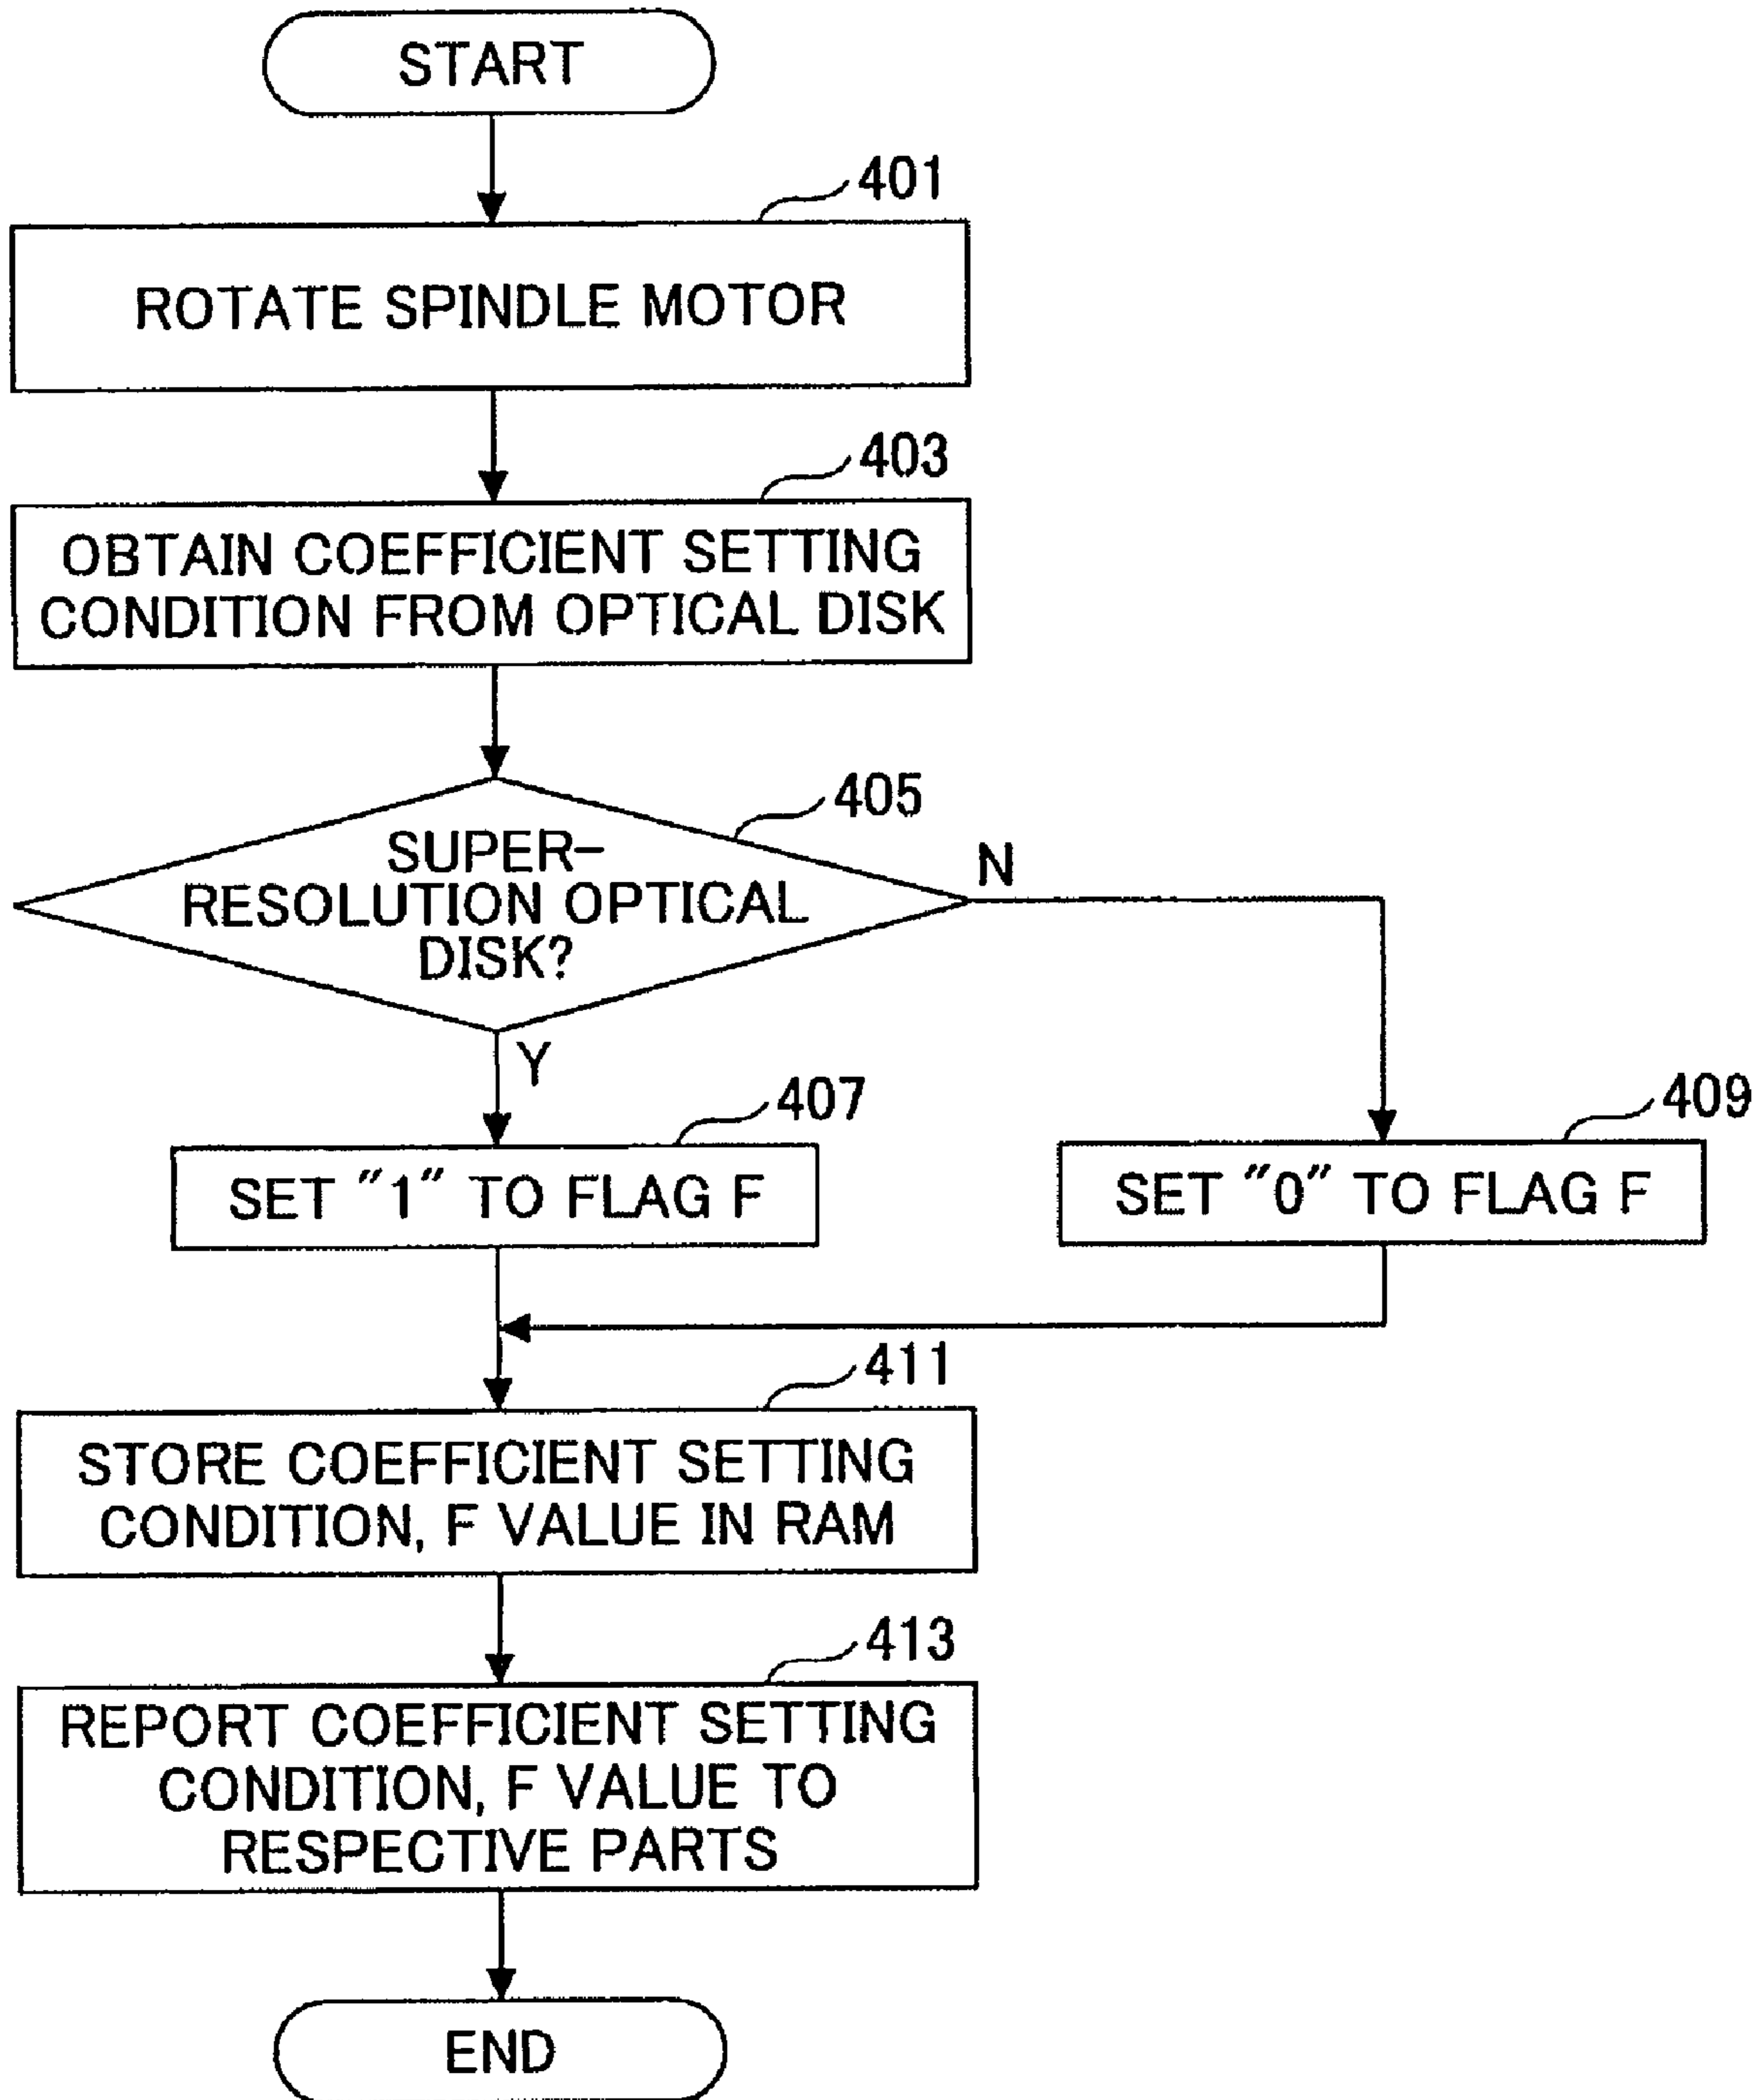 START
401
ROTATE SPINDLE MOTOR
403
OBTAIN COEFFICIENT SETTING
CONDITION FROM OPTICAL DISK
405
SUPER-
RESOLUTION OPTICAL
DISK?
N
Y
407
SET "1" TO FLAG F
409
SET "0" TO FLAG F
411
STORE COEFFICIENT SETTING
CONDITION, F VALUE IN RAM
413
REPORT COEFFICIENT SETTING
CONDITION, F VALUE TO
RESPECTIVE PARTS
END